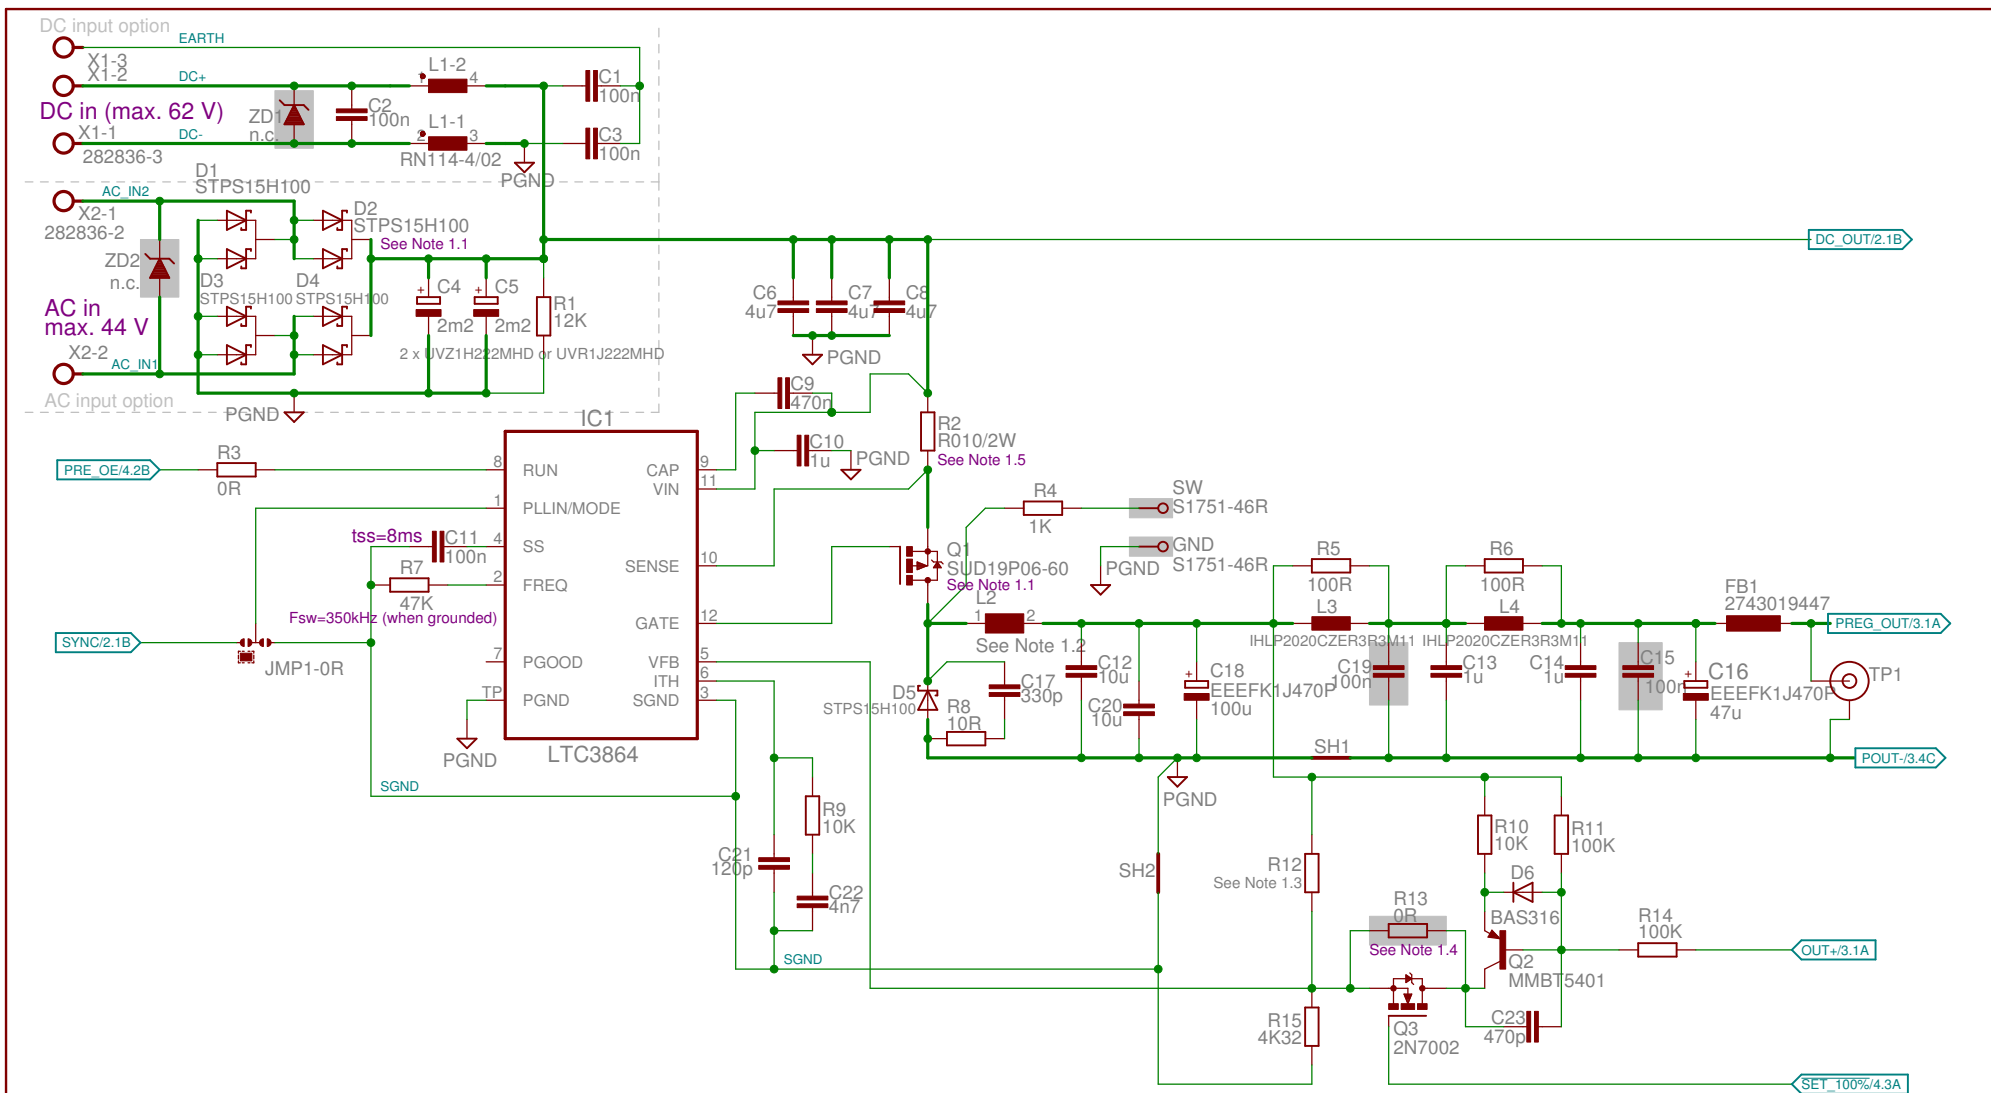 DC input option
EARTH
X1-3
X1-2
DC+
L1-2
1
4
C1
100n
DC in (max. 62 V)
ZD1
n.c.
C2
100n
X1-1
DC-
282836-3
L1-1
2
3
RN114-4/02
C3
100n
PGND
D1
STPS15H100
AC_IN2
X2-1
282836-2
D2
STPS15H100
See Note 1.1
ZD2
n.c.
D3
STPS15H100
D4
STPS15H100
AC in
max. 44 V
X2-2
AC_IN1
AC input option
C4
2m2
C5
2m2
R1
12K
2 x UVZ1H222MHD or UVR1J222MHD
PGND
DC_OUT/2.1B
C6
4u7
C7
4u7
C8
4u7
PGND
C9
470n
C10
1u
PGND
R2
R010/2W
See Note 1.5
IC1
PRE_OE/4.2B
R3
0R
8
RUN
1
PLLIN/MODE
4
SS
2
FREQ
7
PGOOD
TP
PGND
CAP
9
VIN
11
SENSE
10
GATE
12
VFB
5
ITH
6
SGND
3
LTC3864
tss=8ms
C11
100n
R7
47K
Fsw=350kHz (when grounded)
SYNC/2.1B
JMP1-0R
PGND
SGND
R4
1K
SW
S1751-46R
GND
S1751-46R
PGND
Q1
SUD19P06-60
See Note 1.1
L2
1
2
See Note 1.2
D5
STPS15H100
C17
330p
R8
10R
C12
10u
C20
10u
C18
EEEFK1J470P
100u
R5
100R
L3
IHLP2020CZER3R3M11
R6
100R
L4
IHLP2020CZER3R3M11
C19
100n
C13
1u
C14
1u
C15
100n
C16
EEEFK1J470P
47u
FB1
2743019447
PREG_OUT/3.1A
TP1
SH1
POUT-/3.4C
PGND
R9
10K
C21
120p
C22
4n7
SGND
SH2
R12
See Note 1.3
R10
10K
R11
100K
D6
BAS316
R13
0R
See Note 1.4
Q2
MMBT5401
R14
100K
OUT+/3.1A
R15
4K32
Q3
2N7002
C23
470p
SET_100%/4.3A